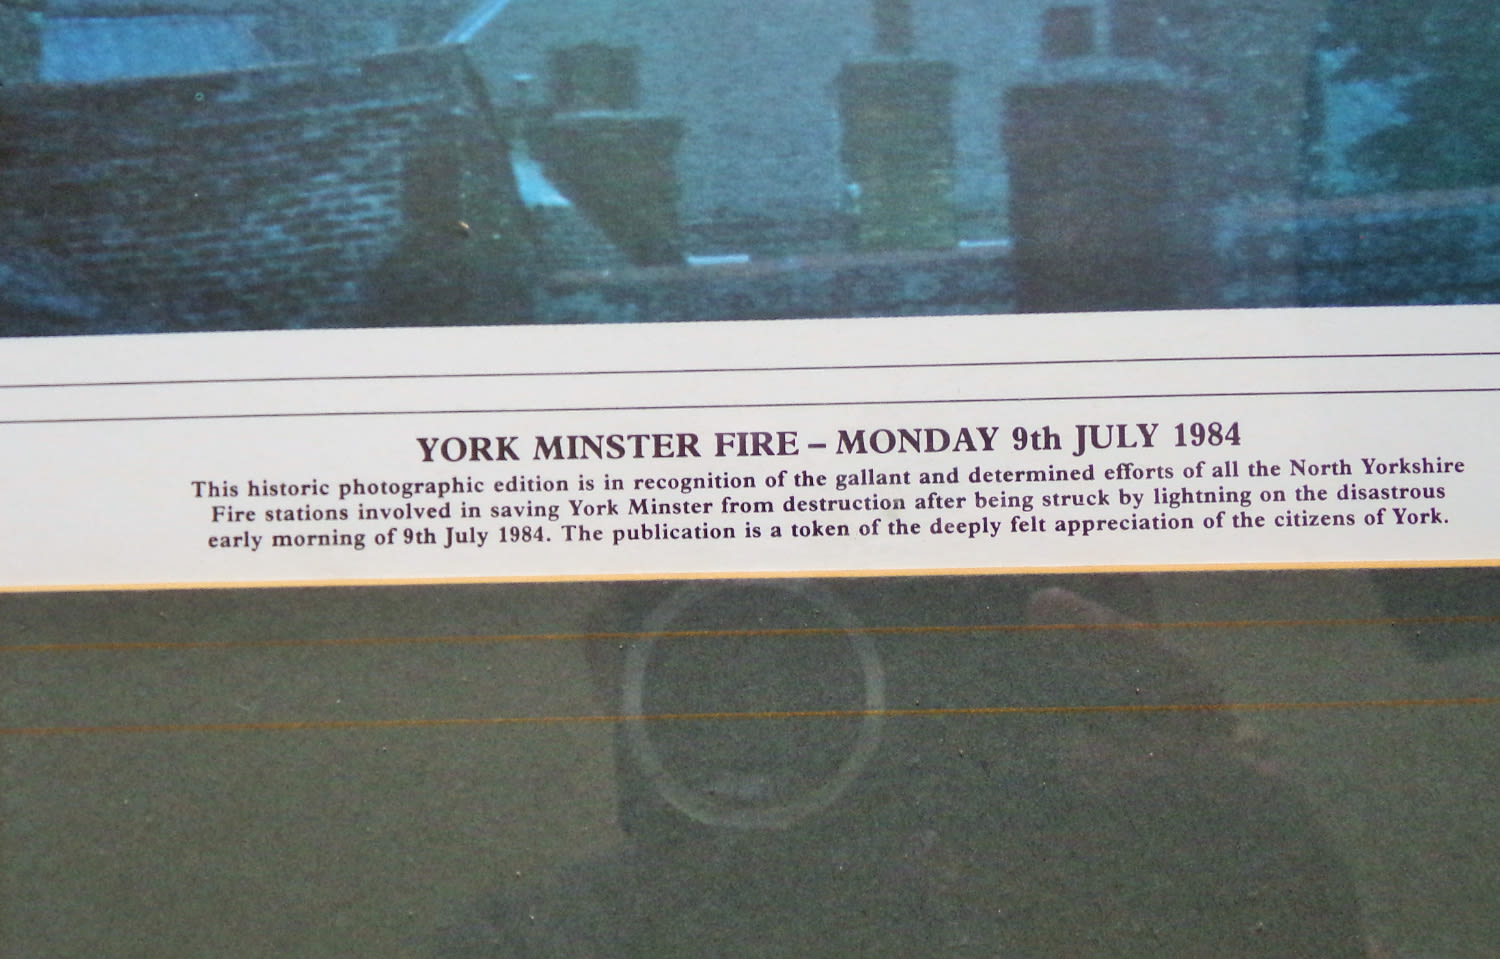 YORK MINSTER FIRE – MONDAY 9th JULY 1984
This historic photographic edition is in recognition of the gallant and determined efforts of all the North Yorkshire
Fire stations involved in saving York Minster from destruction after being struck by lightning on the disastrous
early morning of 9th July 1984. The publication is a token of the deeply felt appreciation of the citizens of York.